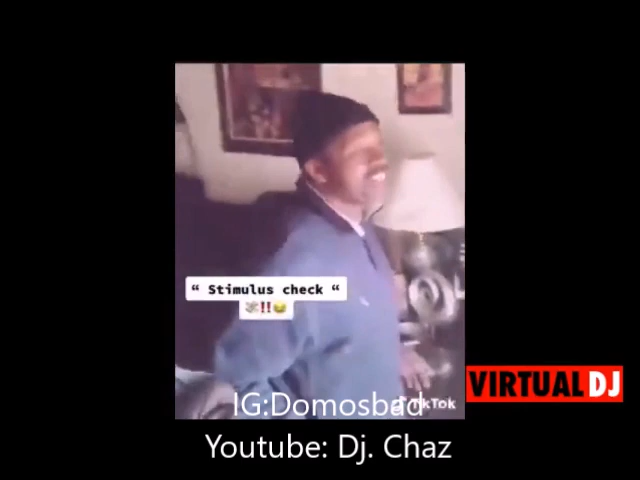 “ Stimulus check “
💸‼️😂
VIRTUAL DJ
IG:Domosbad
TikTok
Youtube: Dj. Chaz